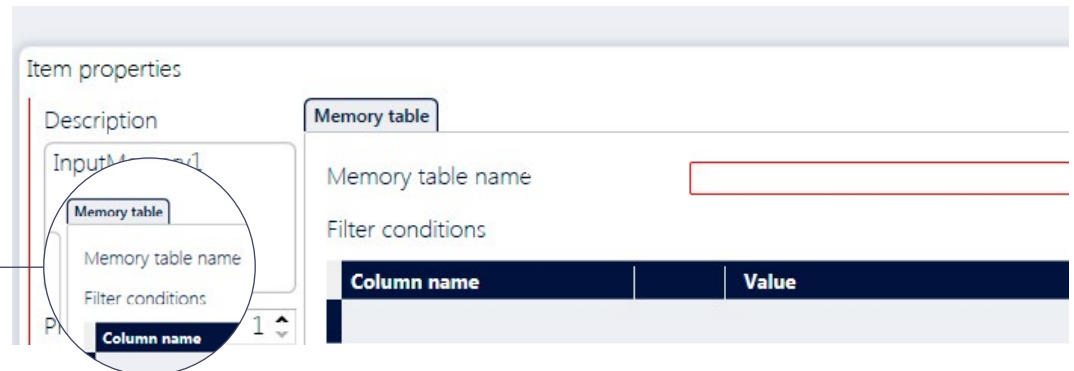 Item properties
Description
InputMemory1
Memory table
Memory table name
Filter conditions
Column name
1
Memory table
Memory table name
Filter conditions
Column name Value